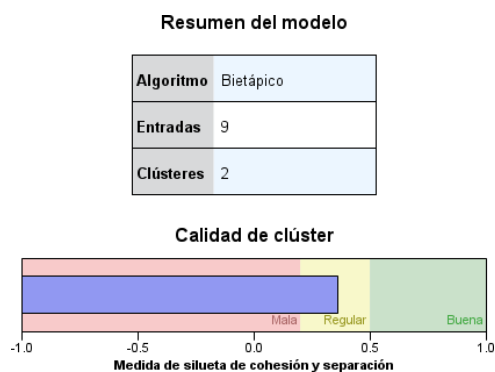 Resumen del modelo
Algoritmo Bietápico
Entradas 9
Clústeres 2
Calidad de clúster
Mala Regular Buena
-1.0 -0.5 0.0 0.5 1.0
Medida de silueta de cohesión y separación